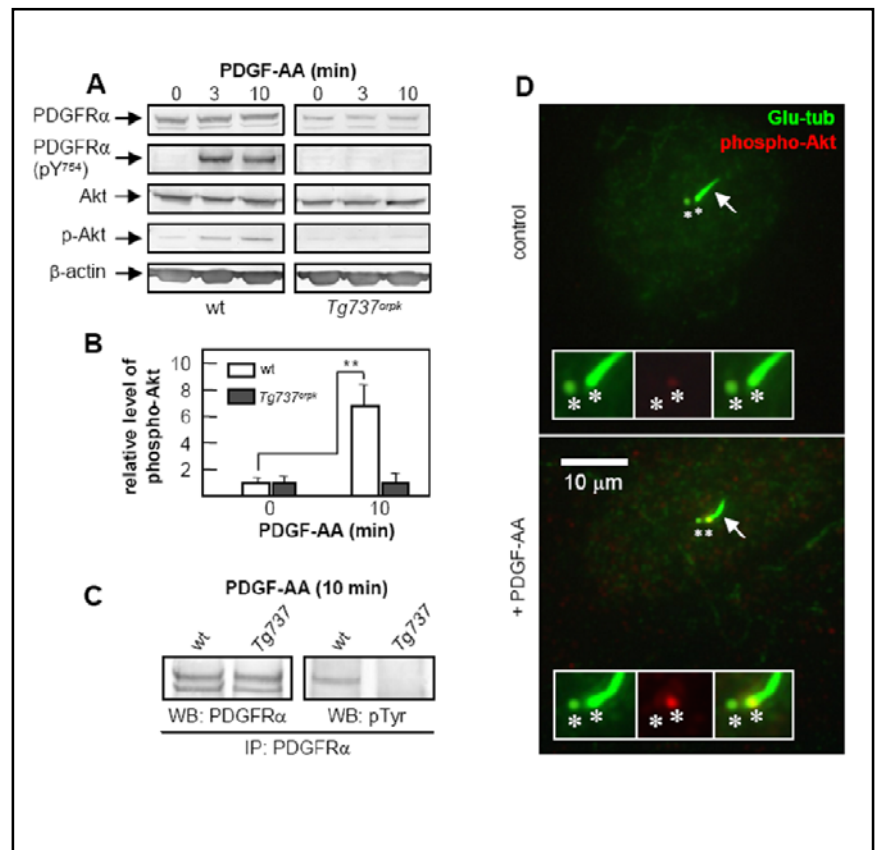 A
PDGF-AA (min)
0 3 10 0 3 10
PDGFRα
PDGFRα
(pY754)
Akt
p-Akt
β-actin
wt Tg737orpk
B
relative level of
phospho-Akt
10
8
6
4
2
wt
Tg737orpk
**
0 10
PDGF-AA (min)
C
PDGF-AA (10 min)
wt Tg737 wt Tg737
WB: PDGFRα WB: pTyr
IP: PDGFRα
D
Glu-tub
phospho-Akt
control
**
* * * * * *
10 µm
+ PDGF-AA
**
* * * * * *